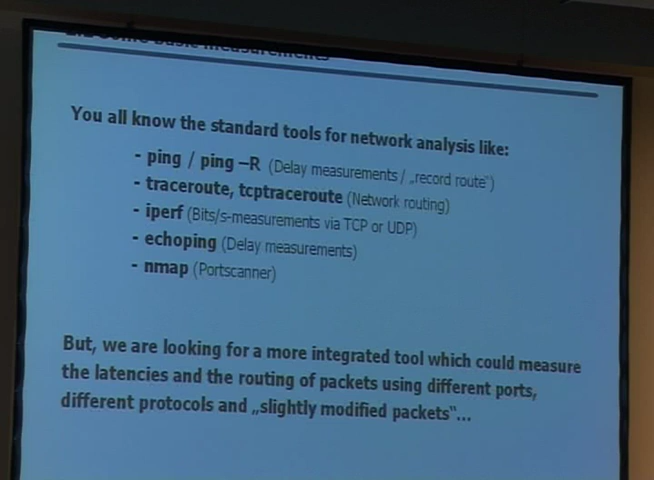 basic measurements
You all know the standard tools for network analysis like:
- ping / ping –R (Delay measurements / „record route“)
- traceroute, tcptraceroute (Network routing)
- iperf (Bits/s-measurements via TCP or UDP)
- echoping (Delay measurements)
- nmap (Portscanner)
But, we are looking for a more integrated tool which could measure
the latencies and the routing of packets using different ports,
different protocols and „slightly modified packets“...